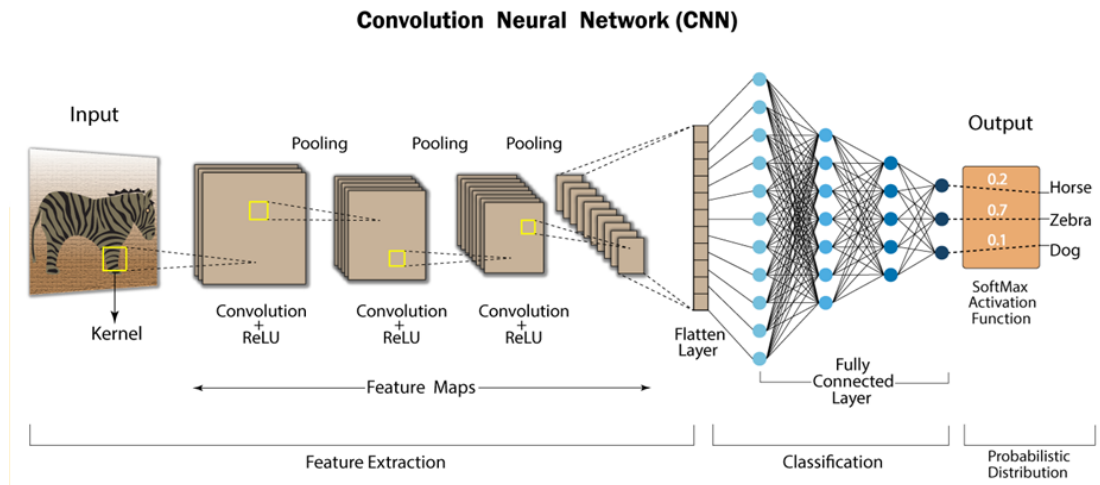 Convolution Neural Network (CNN)
Input
Pooling
Pooling
Pooling
Output
0.2
Horse
0.7
Zebra
0.1
Dog
Kernel
Convolution
+
ReLU
Convolution
+
ReLU
Convolution
+
ReLU
Flatten
Layer
SoftMax
Activation
Function
Feature Maps
Fully
Connected
Layer
Feature Extraction
Classification
Probabilistic
Distribution